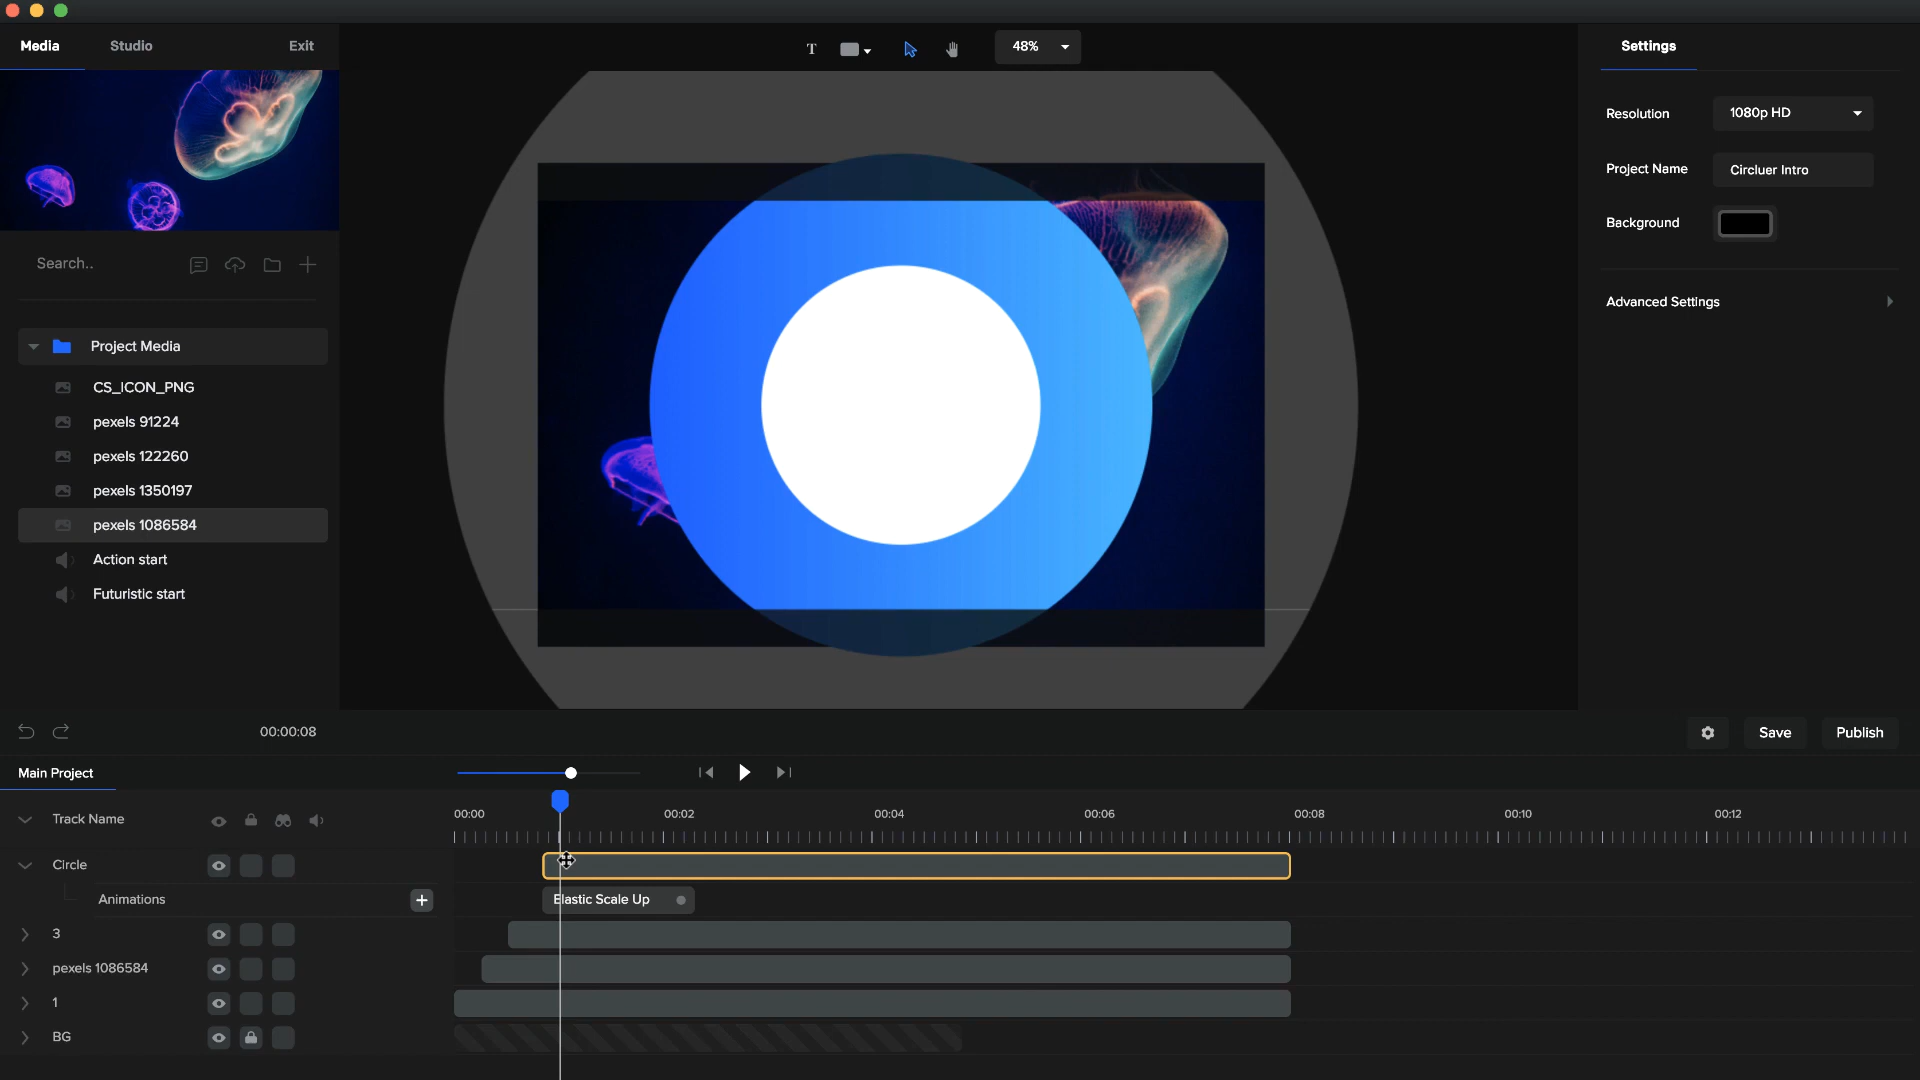 Media
Studio
Exit
T
48%
Settings
Resolution
1080p HD
Project Name
Circluer Intro
Background
Advanced Settings
Search..
Project Media
CS_ICON_PNG
pexels 91224
pexels 122260
pexels 1350197
pexels 1086584
Action start
Futuristic start
00:00:08
Save
Publish
Main Project
Track Name
00:00
00:02
00:04
00:06
00:08
00:10
00:12
Circle
Animations
Elastic Scale Up
3
pexels 1086584
1
BG